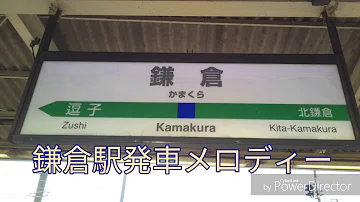 鎌倉
かまくら
逗子 北鎌倉
Zushi Kamakura Kita-Kamakura
鎌倉駅発車メロディー
by PowerDirector